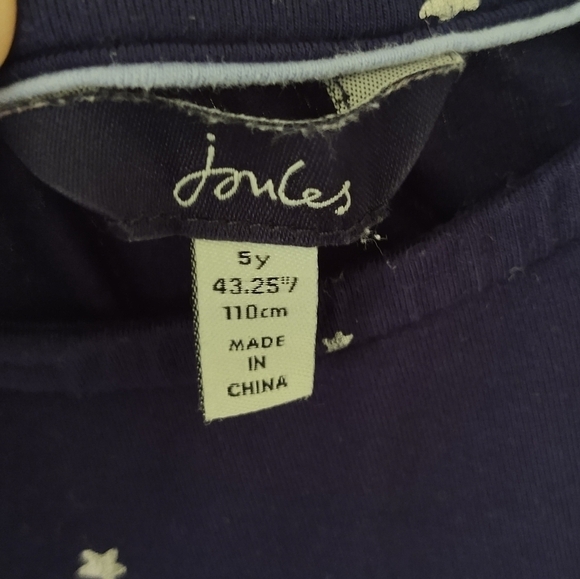 Joules
5y
43.25"/
110cm
MADE
IN
CHINA